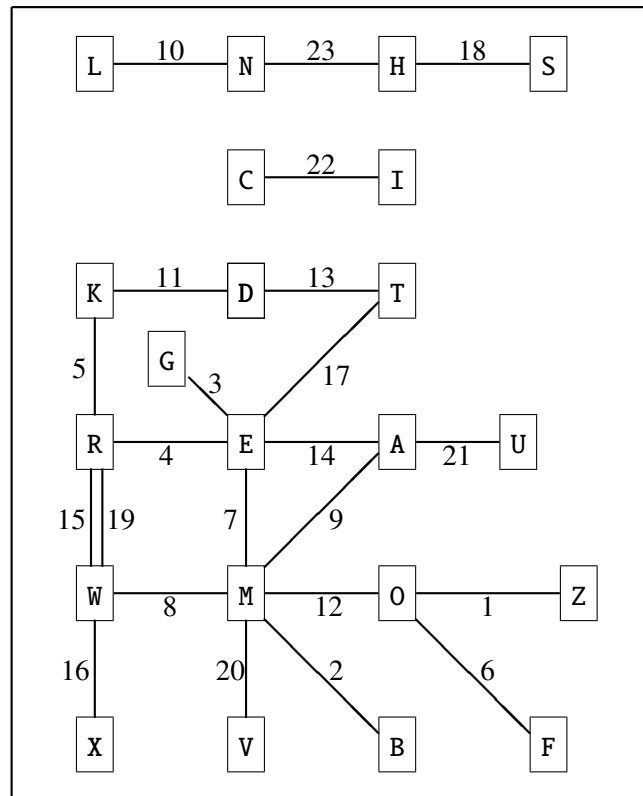 L 10 N 23 H 18 S
C 22 I
K 11 D 13 T
G
5 3 17
R 4 E 14 A 21 U
15 19 7 9
W 8 M 12 O 1 Z
16 20 2 6
X V B F